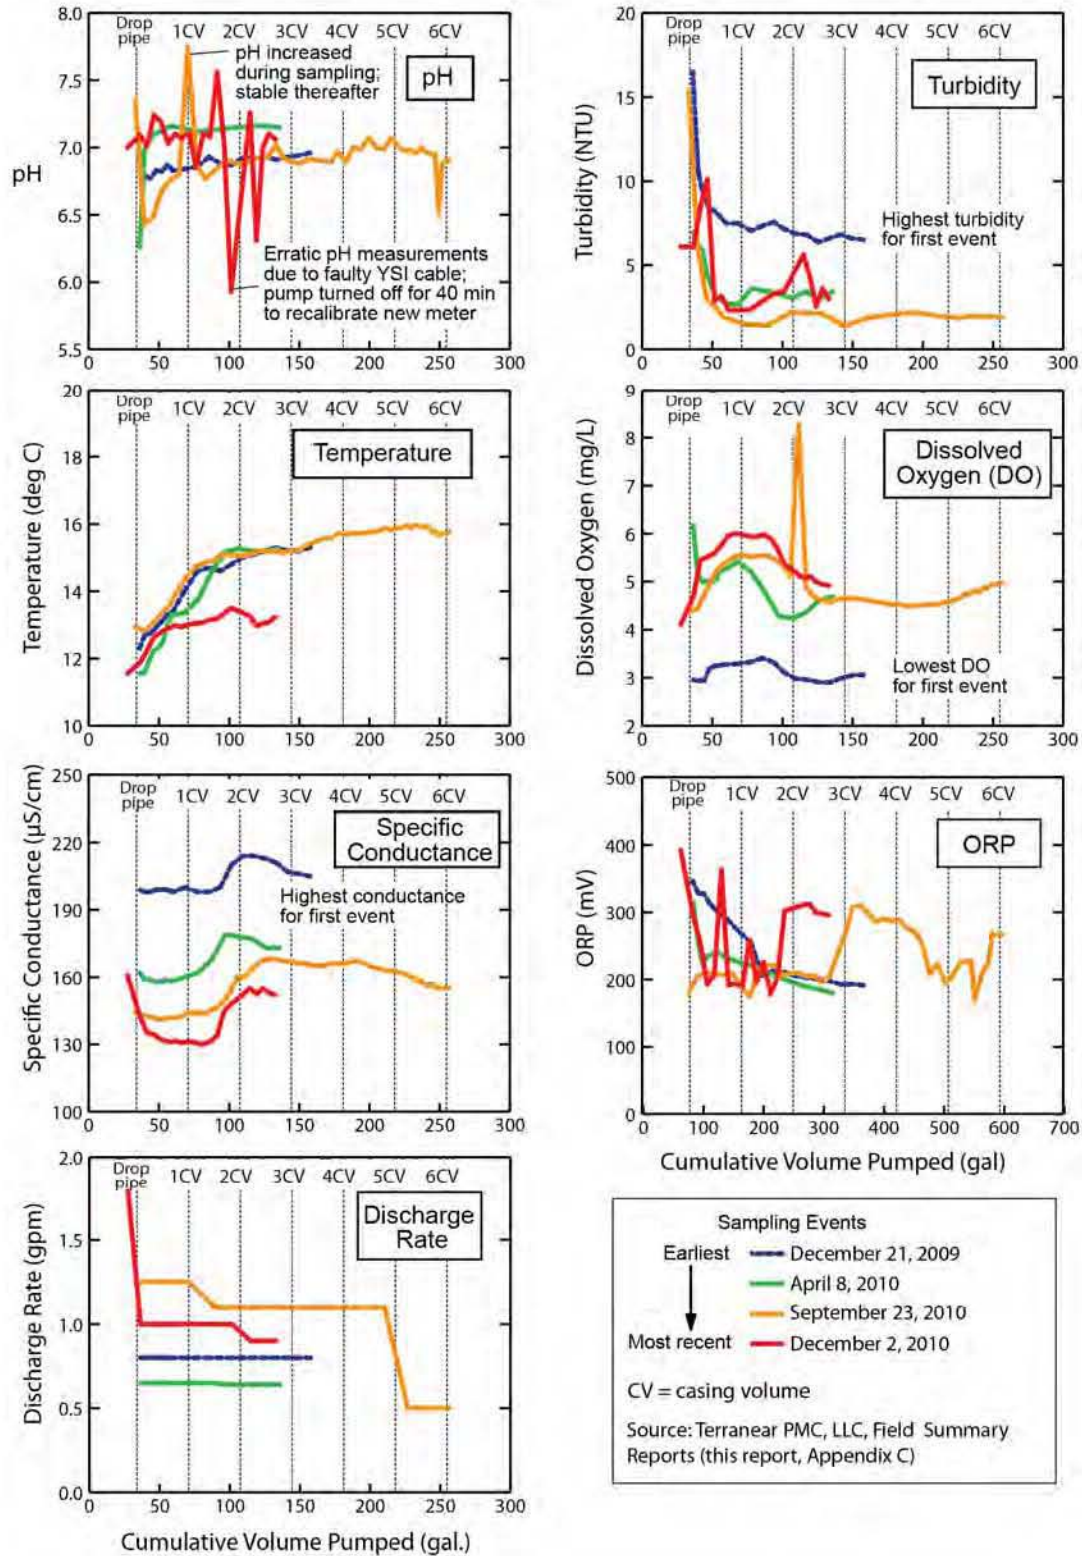 8.0
7.5
7.0
6.5
6.0
5.5
pH
Drop
pipe
1CV 2CV 3CV 4CV 5CV 6CV
pH increased
during sampling;
stable thereafter
pH
Erratic pH measurements
due to faulty YSI cable;
pump turned off for 40 min
to recalibrate new meter
0 50 100 150 200 250 300
20
15
10
5
0
Turbidity (NTU)
Drop
pipe
1CV 2CV 3CV 4CV 5CV 6CV
Turbidity
Highest turbidity
for first event
0 50 100 150 200 250 300
20
18
16
14
12
10
Temperature (deg C)
Drop
pipe
1CV 2CV 3CV 4CV 5CV 6CV
Temperature
0 50 100 150 200 250 300
9
8
7
6
5
4
3
2
Dissolved Oxygen (mg/L)
Drop
pipe
1CV 2CV 3CV 4CV 5CV 6CV
Dissolved
Oxygen (DO)
Lowest DO
for first event
0 50 100 150 200 250 300
250
220
190
160
130
100
Specific Conductance (µS/cm)
Drop
pipe
1CV 2CV 3CV 4CV 5CV 6CV
Specific
Conductance
Highest conductance
for first event
0 50 100 150 200 250 300
500
400
300
200
100
0
ORP (mV)
Drop
pipe
1CV 2CV 3CV 4CV 5CV 6CV
ORP
0 100 200 300 400 500 600 700
Cumulative Volume Pumped (gal)
2.0
1.5
1.0
0.5
0.0
Discharge Rate (gpm)
Drop
pipe
1CV 2CV 3CV 4CV 5CV 6CV
Discharge
Rate
0 50 100 150 200 250 300
Cumulative Volume Pumped (gal.)
Sampling Events
Earliest December 21, 2009
April 8, 2010
September 23, 2010
Most recent December 2, 2010
CV = casing volume
Source: Terranear PMC, LLC, Field Summary
Reports (this report, Appendix C)